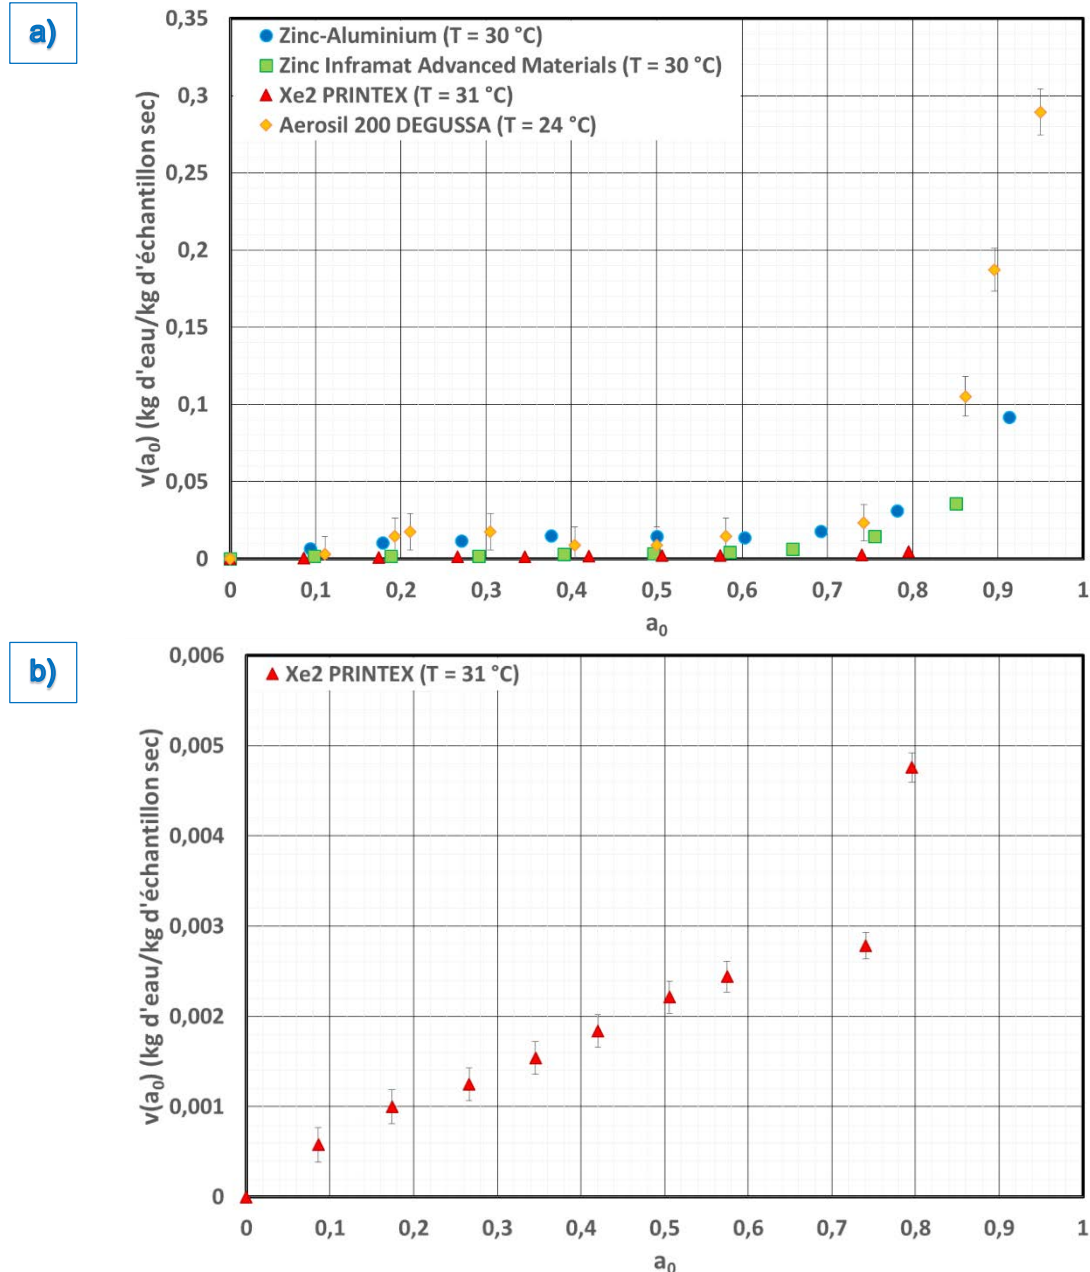 a)
v(a0) (kg d'eau/kg d'échantillon sec)
0,35
0,3
0,25
0,2
0,15
0,1
0,05
0
Zinc-Aluminium (T = 30 °C)
Zinc Inframat Advanced Materials (T = 30 °C)
Xe2 PRINTEX (T = 31 °C)
Aerosil 200 DEGUSSA (T = 24 °C)
0 0,1 0,2 0,3 0,4 0,5 0,6 0,7 0,8 0,9 1
a0
b)
v(a0) (kg d'eau/kg d'échantillon sec)
0,006
0,005
0,004
0,003
0,002
0,001
0
Xe2 PRINTEX (T = 31 °C)
0 0,1 0,2 0,3 0,4 0,5 0,6 0,7 0,8 0,9 1
a0